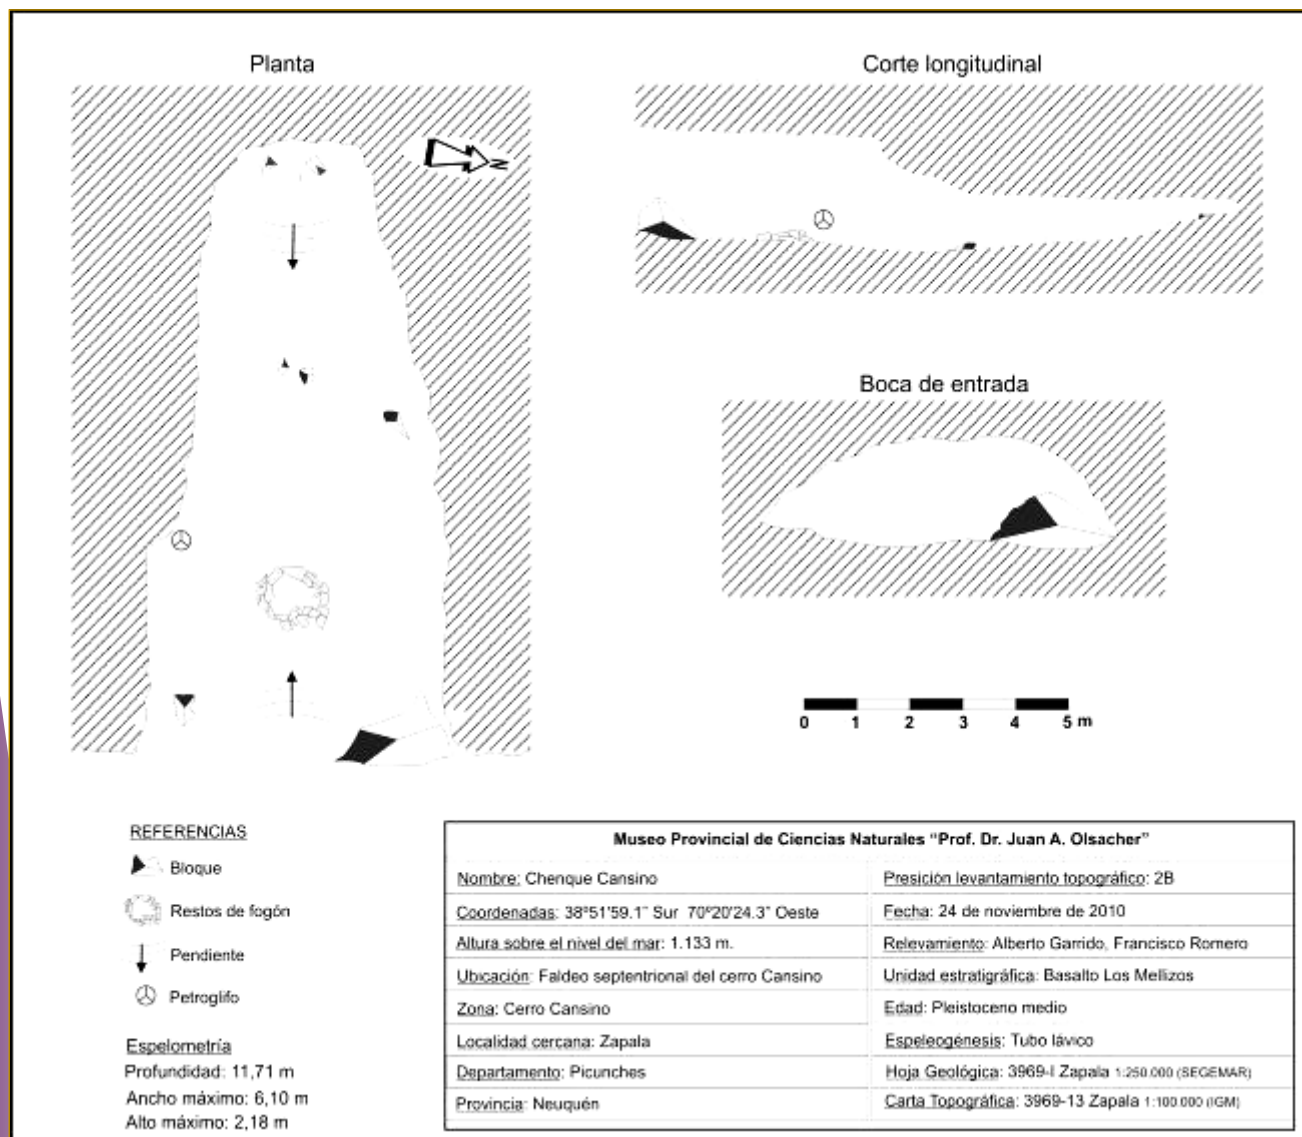 Planta
Corte longitudinal
N
Boca de entrada
0 1 2 3 4 5 m
REFERENCIAS
Bloque
Restos de fogón
Pendiente
Petroglifo
Espelometría
Profundidad: 11,71 m
Ancho máximo: 6,10 m
Alto máximo: 2,18 m
Museo Provincial de Ciencias Naturales “Prof. Dr. Juan A. Olsacher”
Nombre: Chenque Cansino
Presición levantamiento topográfico: 2B
Coordenadas: 38º51'59.1¨ Sur 70º20'24.3¨ Oeste
Fecha: 24 de noviembre de 2010
Altura sobre el nivel del mar: 1.133 m.
Relevamiento: Alberto Garrido, Francisco Romero
Ubicación: Faldeo septentrional del cerro Cansino
Unidad estratigráfica: Basalto Los Mellizos
Zona: Cerro Cansino
Edad: Pleistoceno medio
Localidad cercana: Zapala
Espeleogénesis: Tubo lávico
Departamento: Picunches
Hoja Geológica: 3969-I Zapala 1:250.000 (SEGEMAR)
Provincia: Neuquén
Carta Topográfica: 3969-13 Zapala 1:100.000 (IGM)